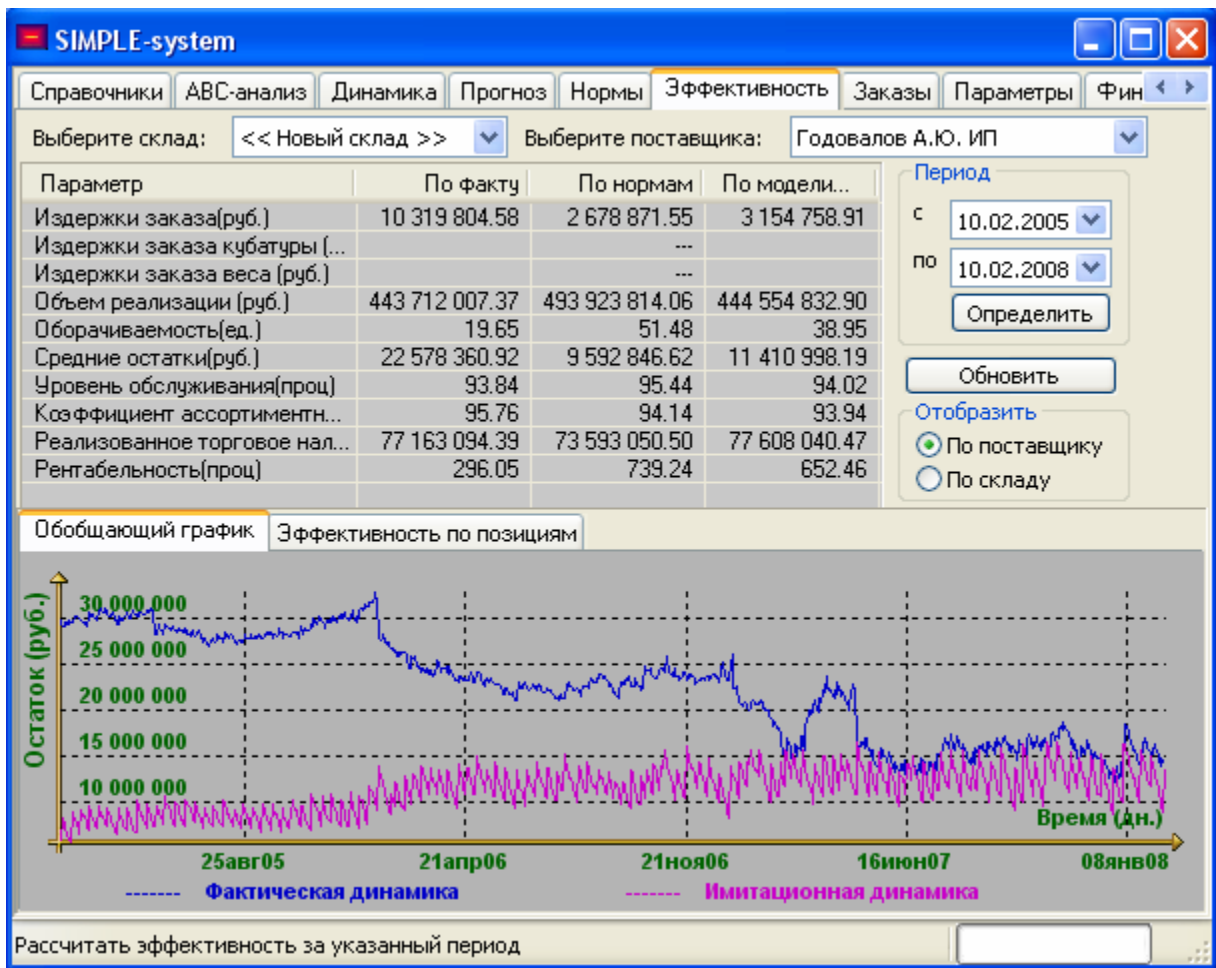 SIMPLE-system
Справочники ABC-анализ Динамика Прогноз Нормы Эффективность Заказы Параметры Фин
Выберите склад: << Новый склад >> Выберите поставщика: Годовалов А.Ю. ИП
Параметр По факту По нормам По модели...
Издержки заказа(руб.) 10 319 804.58 2 678 871.55 3 154 758.91
Издержки заказа кубатуры (... ---
Издержки заказа веса (руб.) ---
Объем реализации (руб.) 443 712 007.37 493 923 814.06 444 554 832.90
Оборачиваемость(ед.) 19.65 51.48 38.95
Средние остатки(руб.) 22 578 360.92 9 592 846.62 11 410 998.19
Уровень обслуживания(проц) 93.84 95.44 94.02
Коэффициент ассортиментн... 95.76 94.14 93.94
Реализованное торговое нал... 77 163 094.39 73 593 050.50 77 608 040.47
Рентабельность(проц) 296.05 739.24 652.46
Период
с 10.02.2005
по 10.02.2008
Определить
Обновить
Отобразить
По поставщику
По складу
Обобщающий график Эффективность по позициям
Остаток (руб.)
30 000 000
25 000 000
20 000 000
15 000 000
10 000 000
Время (дн.)
25авг05 21апр06 21ноя06 16июн07 08янв08
------- Фактическая динамика ------- Имитационная динамика
Рассчитать эффективность за указанный период